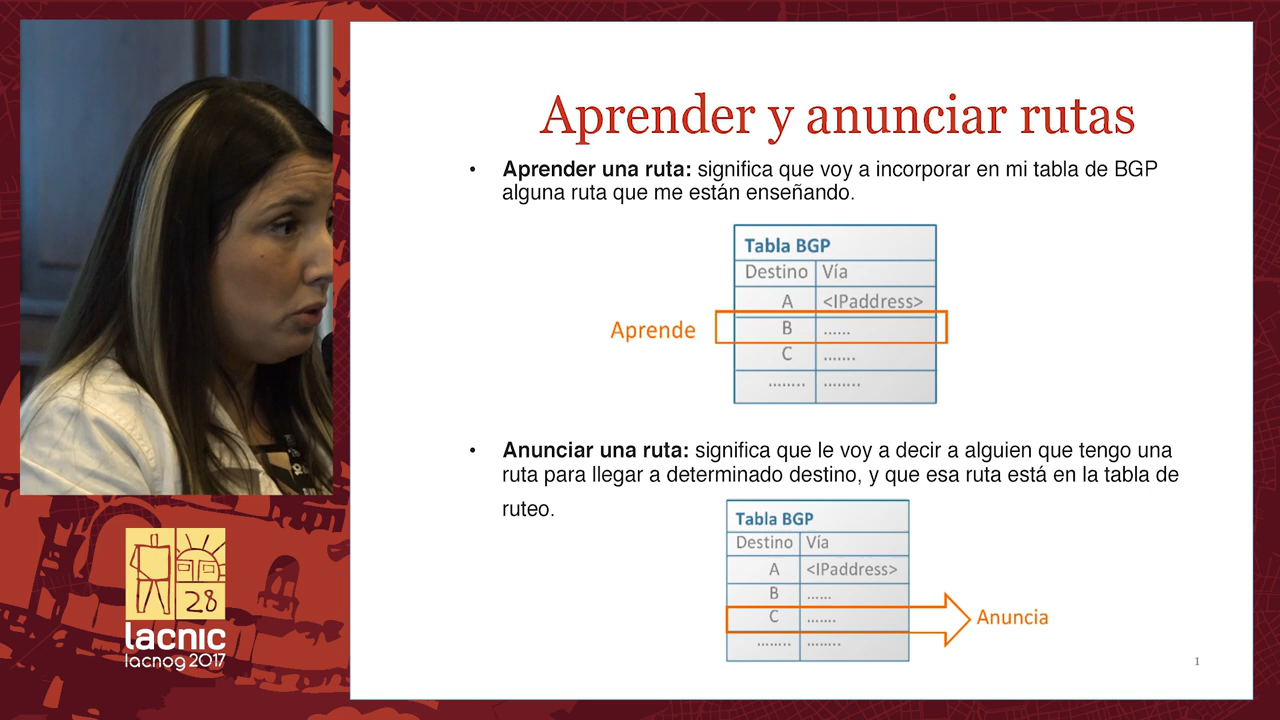 Aprender y anunciar rutas
• Aprender una ruta: significa que voy a incorporar en mi tabla de BGP
alguna ruta que me están enseñando.
Tabla BGP
Destino Vía
A <IPaddress>
Aprende
B ......
C .......
........ ........
• Anunciar una ruta: significa que le voy a decir a alguien que tengo una
ruta para llegar a determinado destino, y que esa ruta está en la tabla de
ruteo.
Tabla BGP
Destino Vía
A <IPaddress>
B ......
C .......
Anuncia
........ ........
1
28
lacnic
lacnog 2017